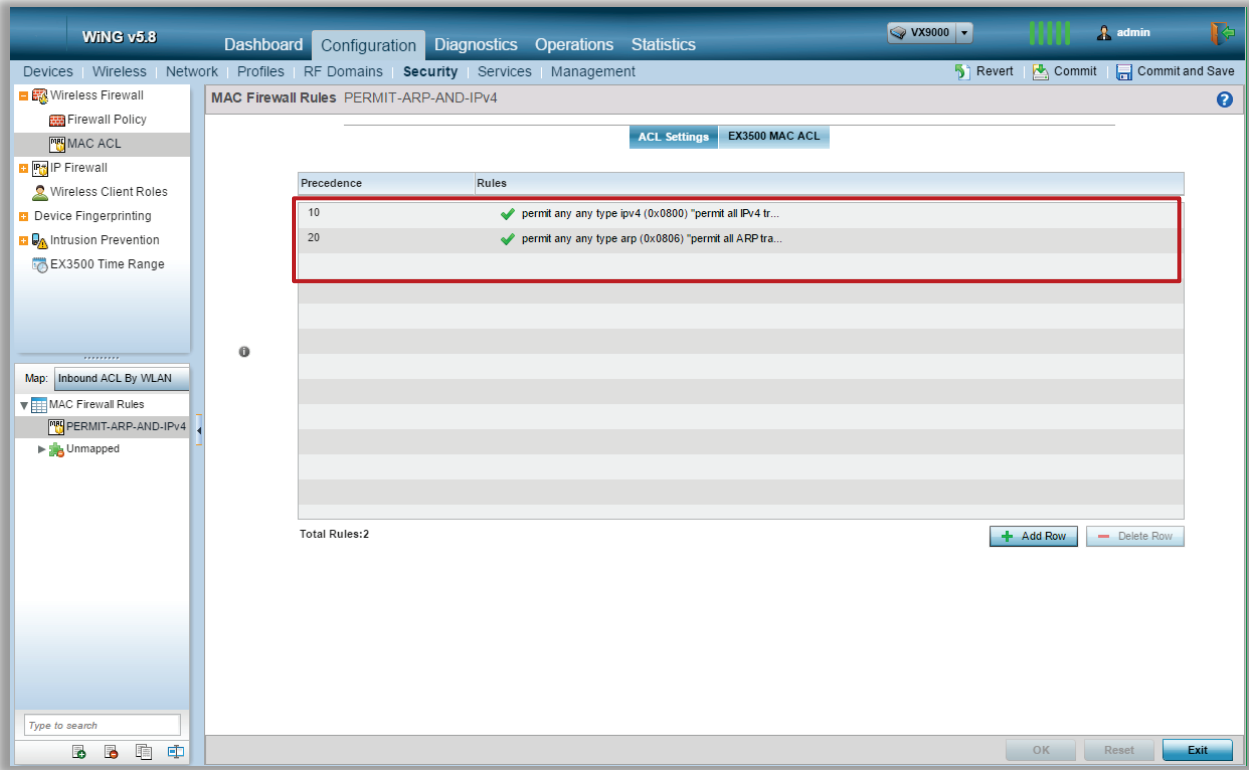 WiNG v5.8
Dashboard Configuration Diagnostics Operations Statistics
VX9000
admin
Devices Wireless Network Profiles RF Domains Security Services Management
Revert Commit Commit and Save
Wireless Firewall
Firewall Policy
MAC ACL
IP Firewall
Wireless Client Roles
Device Fingerprinting
Intrusion Prevention
EX3500 Time Range
Map: Inbound ACL By WLAN
MAC Firewall Rules
PERMIT-ARP-AND-IPv4
Unmapped
Type to search
MAC Firewall Rules PERMIT-ARP-AND-IPv4
ACL Settings EX3500 MAC ACL
Precedence Rules
10 permit any any type ipv4 (0x0800) "permit all IPv4 tr...
20 permit any any type arp (0x0806) "permit all ARP tra...
Total Rules:2
Add Row Delete Row
OK Reset Exit